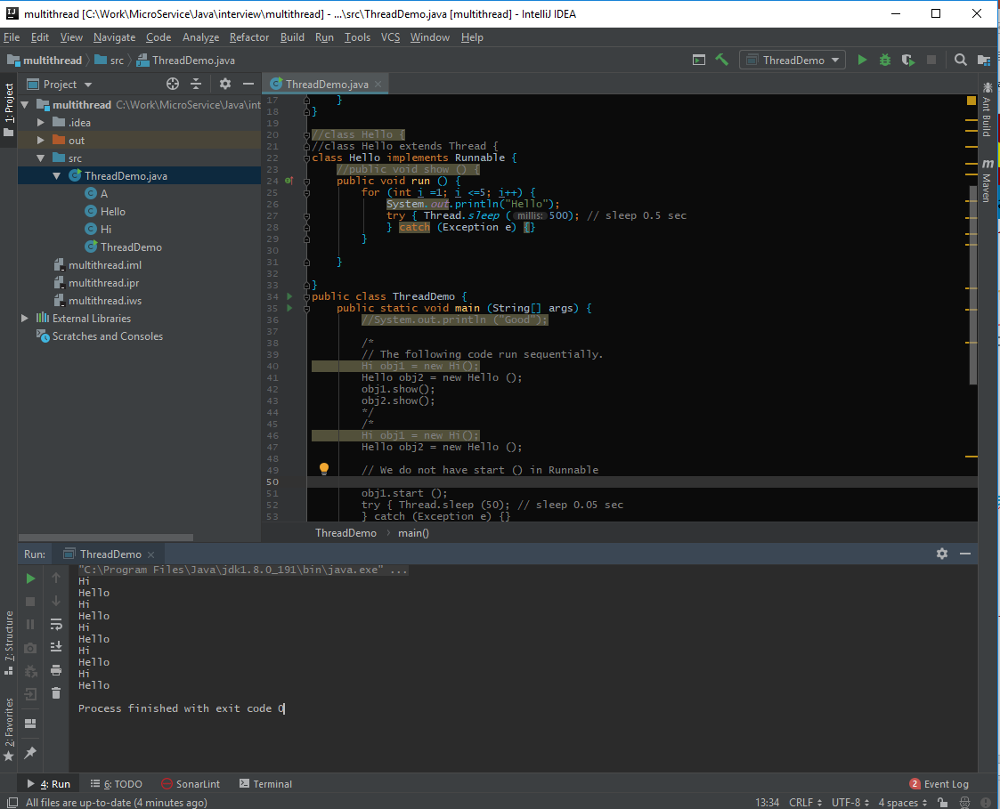 multithread [C:\Work\MicroService\Java\interview\multithread] - ...\src\ThreadDemo.java [multithread] - IntelliJ IDEA
File Edit View Navigate Code Analyze Refactor Build Run Tools VCS Window Help
multithread src ThreadDemo.java ThreadDemo
1: Project
Project
multithread C:\Work\MicroService\Java\int
.idea
out
src
ThreadDemo.java
A
Hello
Hi
ThreadDemo
multithread.iml
multithread.ipr
multithread.iws
External Libraries
Scratches and Consoles
ThreadDemo.java
17 }
18 }
19
20 //class Hello {
21 //class Hello extends Thread {
22 class Hello implements Runnable {
23 //public void show () {
24 public void run () {
25 for (int i =1; i <=5; i++) {
26 System.out.println("Hello");
27 try { Thread.sleep ( millis: 500); // sleep 0.5 sec
28 } catch (Exception e) {}
29 }
30
31 }
32
33 }
34 public class ThreadDemo {
35 public static void main (String[] args) {
36 //System.out.println ("Good");
37
38 /*
39 // The following code run sequentially.
40 Hi obj1 = new Hi();
41 Hello obj2 = new Hello ();
42 obj1.show();
43 obj2.show();
44 */
45 /*
46 Hi obj1 = new Hi();
47 Hello obj2 = new Hello ();
48
49 // We do not have start () in Runnable
50
51 obj1.start ();
52 try { Thread.sleep (50); // sleep 0.05 sec
53 } catch (Exception e) {}
ThreadDemo main()
Ant Build
Maven
Run: ThreadDemo
"C:\Program Files\Java\jdk1.8.0_191\bin\java.exe" ...
Hi
Hello
Hi
Hello
Hi
Hello
Hi
Hello
Hi
Hello
Process finished with exit code 0
7: Structure
2: Favorites
4: Run 6: TODO SonarLint Terminal 2 Event Log
All files are up-to-date (4 minutes ago) 13:34 CRLF UTF-8 4 spaces